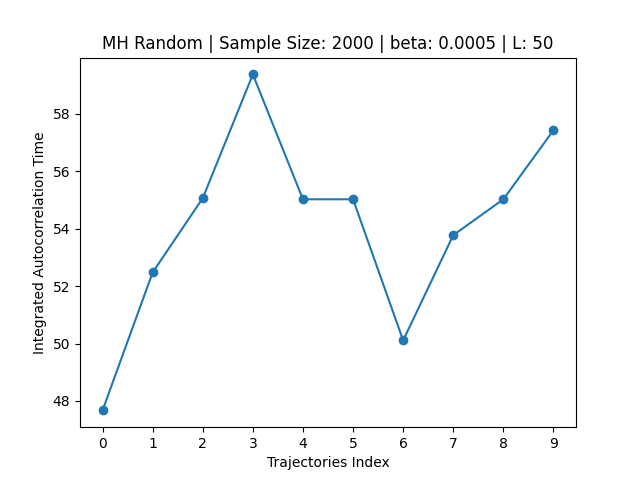 MH Random | Sample Size: 2000 | beta: 0.0005 | L: 50
Integrated Autocorrelation Time
58
56
54
52
50
48
0 1 2 3 4 5 6 7 8 9
Trajectories Index